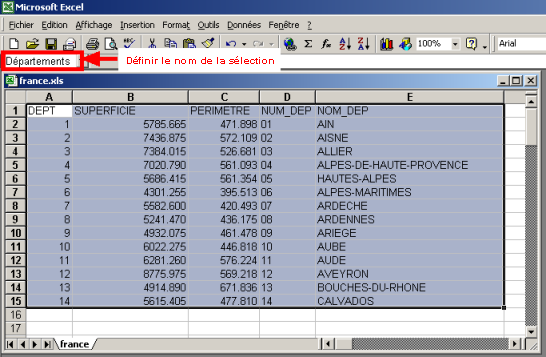 Microsoft Excel
Fichier Edition Affichage Insertion Format Outils Données Fenêtre ?
100% Arial
Départements Définir le nom de la sélection
france.xls
A B C D E
1 DEPT SUPERFICIE PERIMETRE NUM_DEP NOM_DEP
2 1 5785.665 471.898 01 AIN
3 2 7436.875 572.109 02 AISNE
4 3 7384.015 526.681 03 ALLIER
5 4 7020.790 561.093 04 ALPES-DE-HAUTE-PROVENCE
6 5 5686.415 561.354 05 HAUTES-ALPES
7 6 4301.255 395.513 06 ALPES-MARITIMES
8 7 5582.600 420.493 07 ARDECHE
9 8 5241.470 436.175 08 ARDENNES
10 9 4932.075 461.478 09 ARIEGE
11 10 6022.275 446.818 10 AUBE
12 11 6281.260 576.224 11 AUDE
13 12 8775.975 569.218 12 AVEYRON
14 13 4914.890 671.836 13 BOUCHES-DU-RHONE
15 14 5615.405 477.810 14 CALVADOS
16
17
france